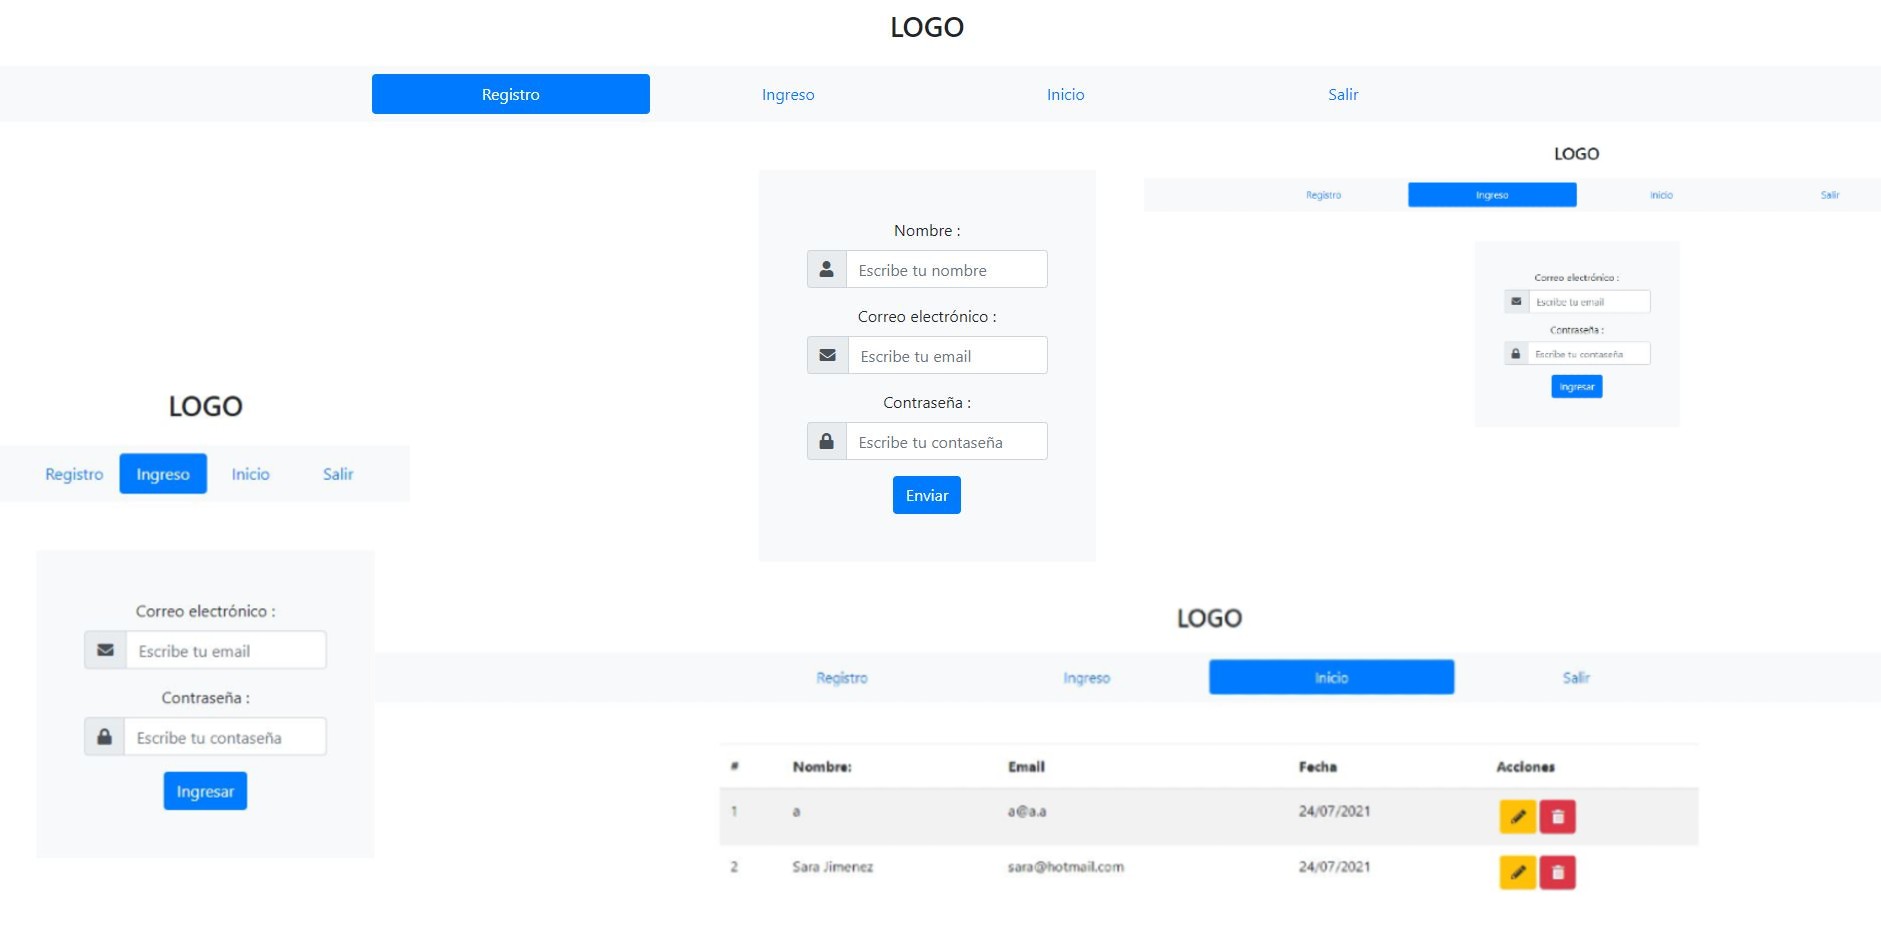 LOGO
Registro Ingreso Inicio Salir
Nombre :
Escribe tu nombre
Correo electrónico :
Escribe tu email
Contraseña :
Escribe tu contaseña
Enviar
LOGO
Registro Ingreso Inicio Salir
Correo electrónico :
Escribe tu email
Contraseña :
Escribe tu contaseña
Ingresar
LOGO
Registro Ingreso Inicio Salir
Correo electrónico :
Escribe tu email
Contraseña :
Escribe tu contaseña
Ingresar
LOGO
Registro Ingreso Inicio Salir
# Nombre: Email Fecha Acciones
1 a a@a.a 24/07/2021
2 Sara Jimenez sara@hotmail.com 24/07/2021